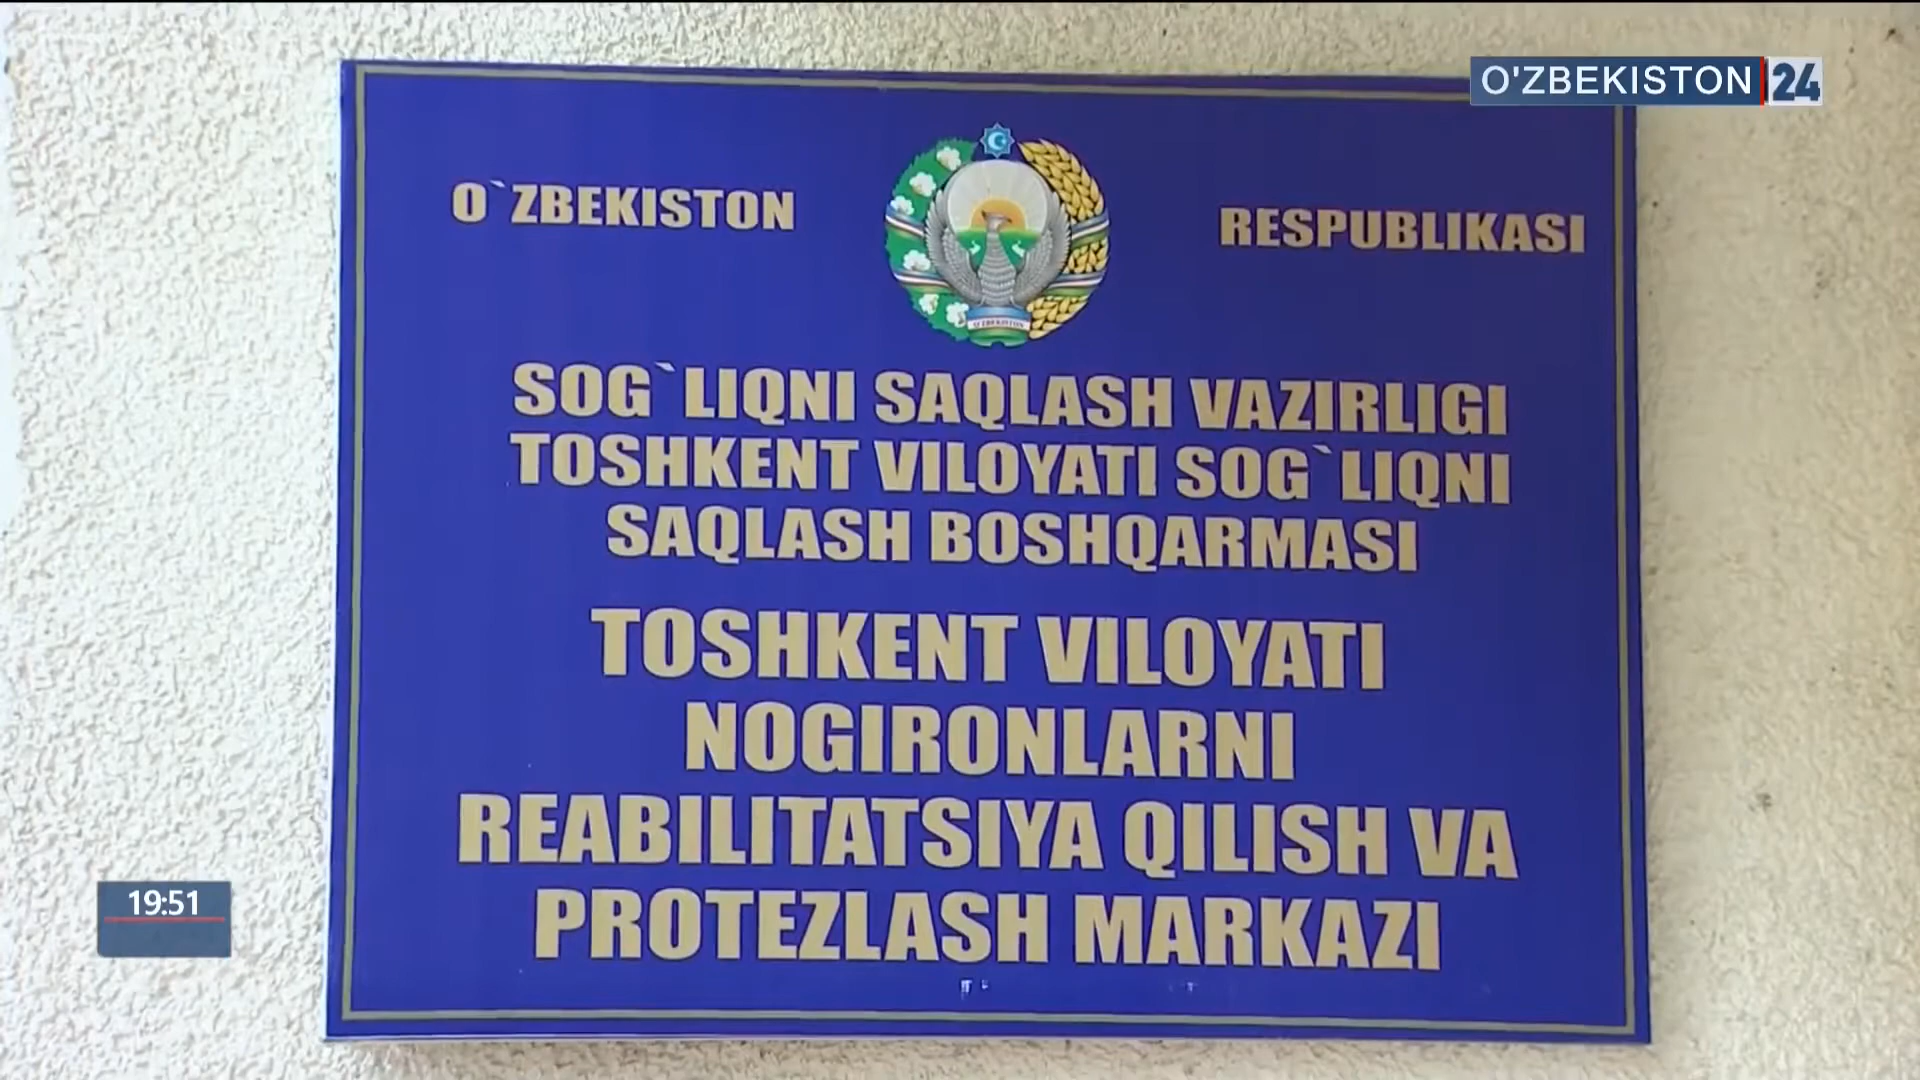 O'ZBEKISTON 24
O`ZBEKISTON RESPUBLIKASI
O'ZBEKISTON
SOG`LIQNI SAQLASH VAZIRLIGI
TOSHKENT VILOYATI SOG`LIQNI
SAQLASH BOSHQARMASI
TOSHKENT VILOYATI
NOGIRONLARNI
REABILITATSIYA QILISH VA
PROTEZLASH MARKAZI
19:51